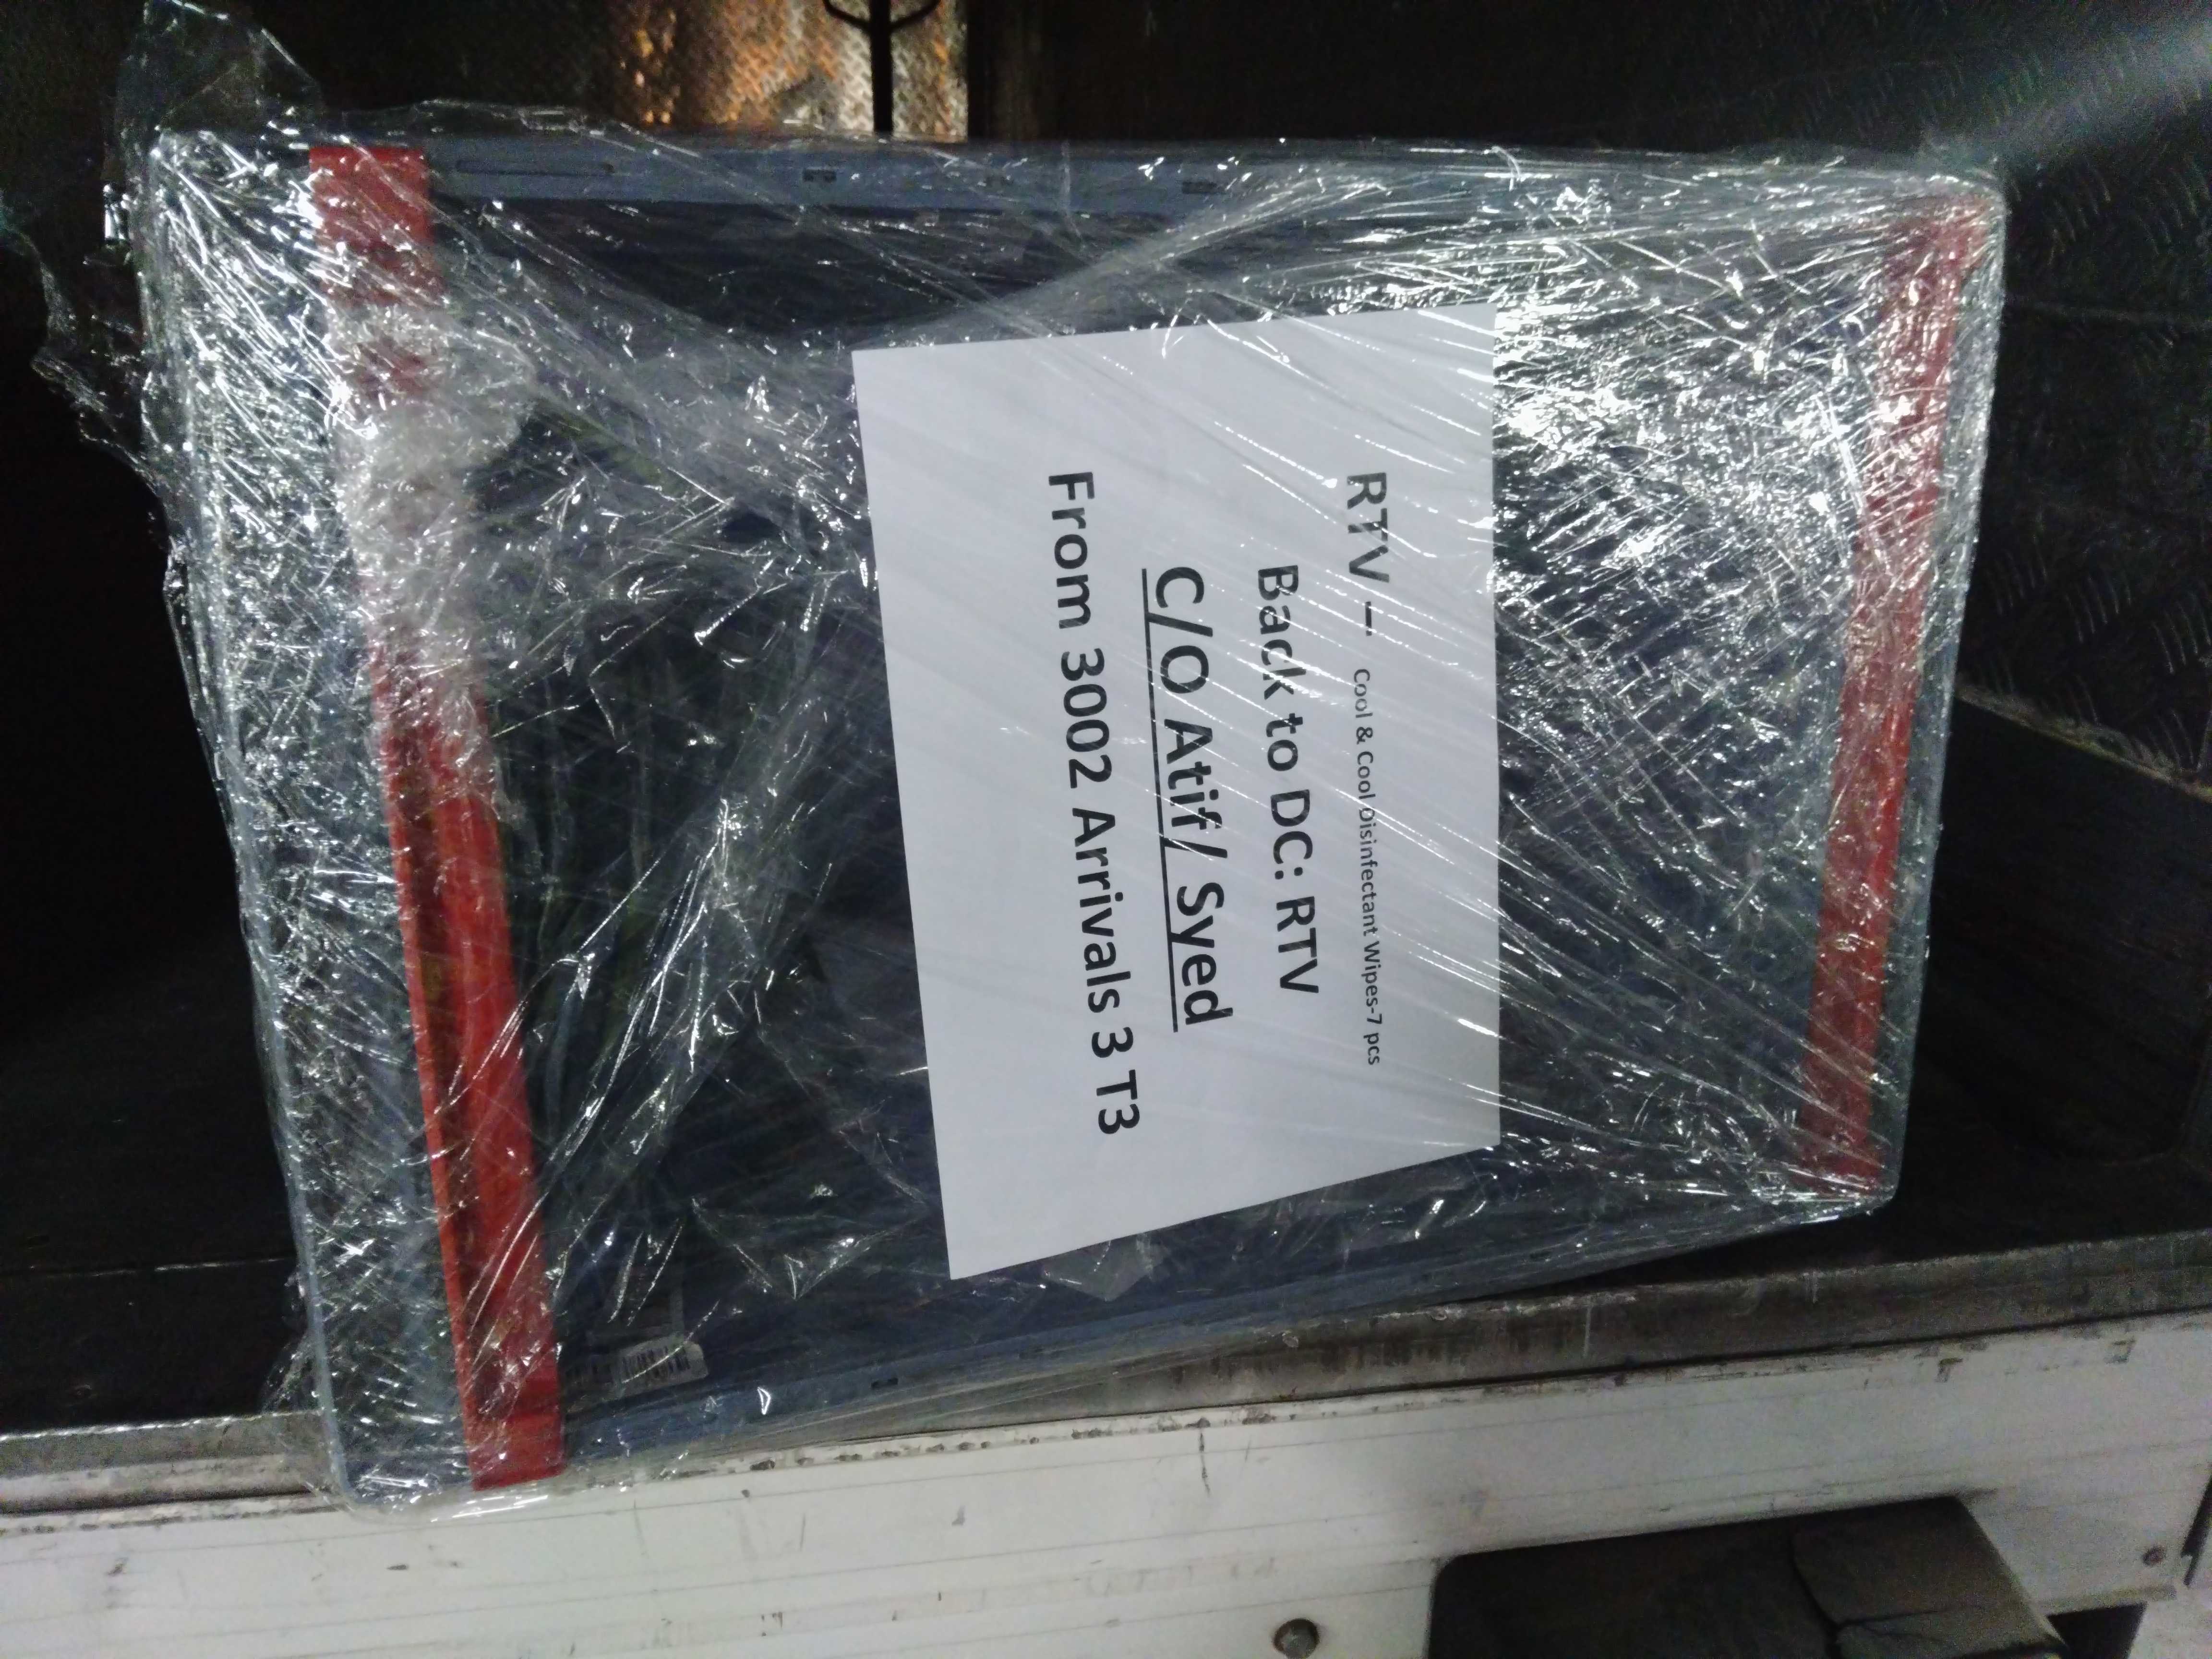 RTV – Cool & Cool Disinfectant Wipes-7 pcs
Back to DC: RTV
C/O Atif/ Syed
From 3002 Arrivals 3 T3